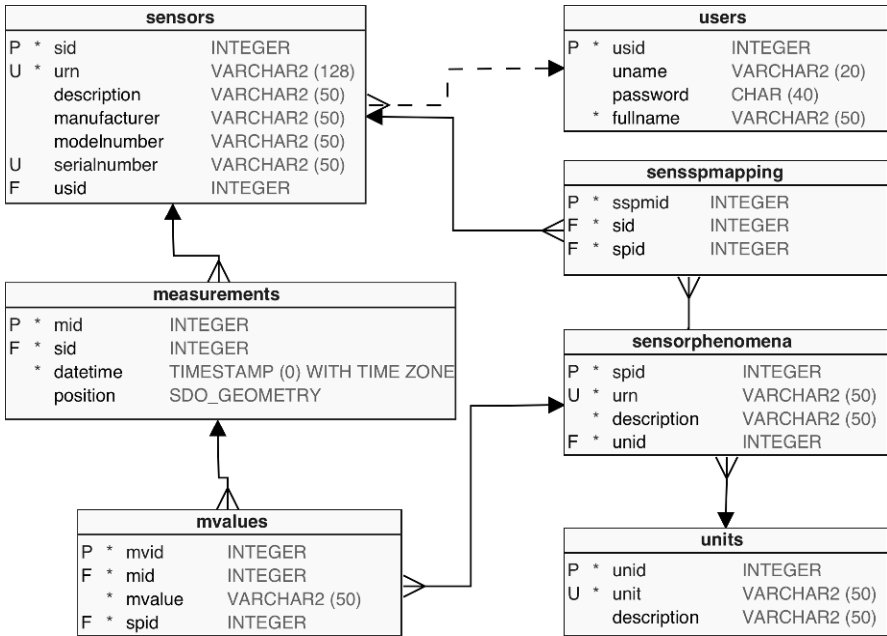 sensors
P * sid INTEGER
U * urn VARCHAR2 (128)
description VARCHAR2 (50)
manufacturer VARCHAR2 (50)
modelnumber VARCHAR2 (50)
U serialnumber VARCHAR2 (50)
F usid INTEGER
users
P * usid INTEGER
uname VARCHAR2 (20)
password CHAR (40)
* fullname VARCHAR2 (50)
sensspmapping
P * sspmid INTEGER
F * sid INTEGER
F * spid INTEGER
measurements
P * mid INTEGER
F * sid INTEGER
* datetime TIMESTAMP (0) WITH TIME ZONE
position SDO_GEOMETRY
sensorphenomena
P * spid INTEGER
U * urn VARCHAR2 (50)
* description VARCHAR2 (50)
F * unid INTEGER
mvalues
P * mvid INTEGER
F * mid INTEGER
* mvalue VARCHAR2 (50)
F * spid INTEGER
units
P * unid INTEGER
U * unit VARCHAR2 (50)
description VARCHAR2 (50)